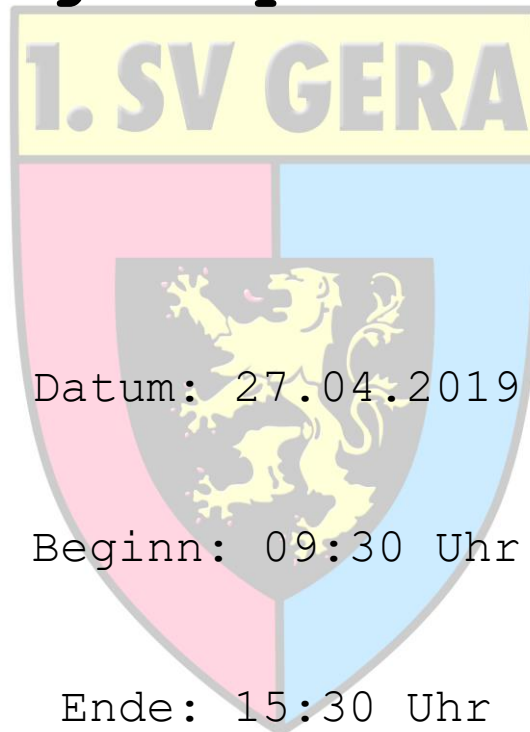 1. SV GERA
Datum: 27.04.2019
Beginn: 09:30 Uhr
Ende: 15:30 Uhr